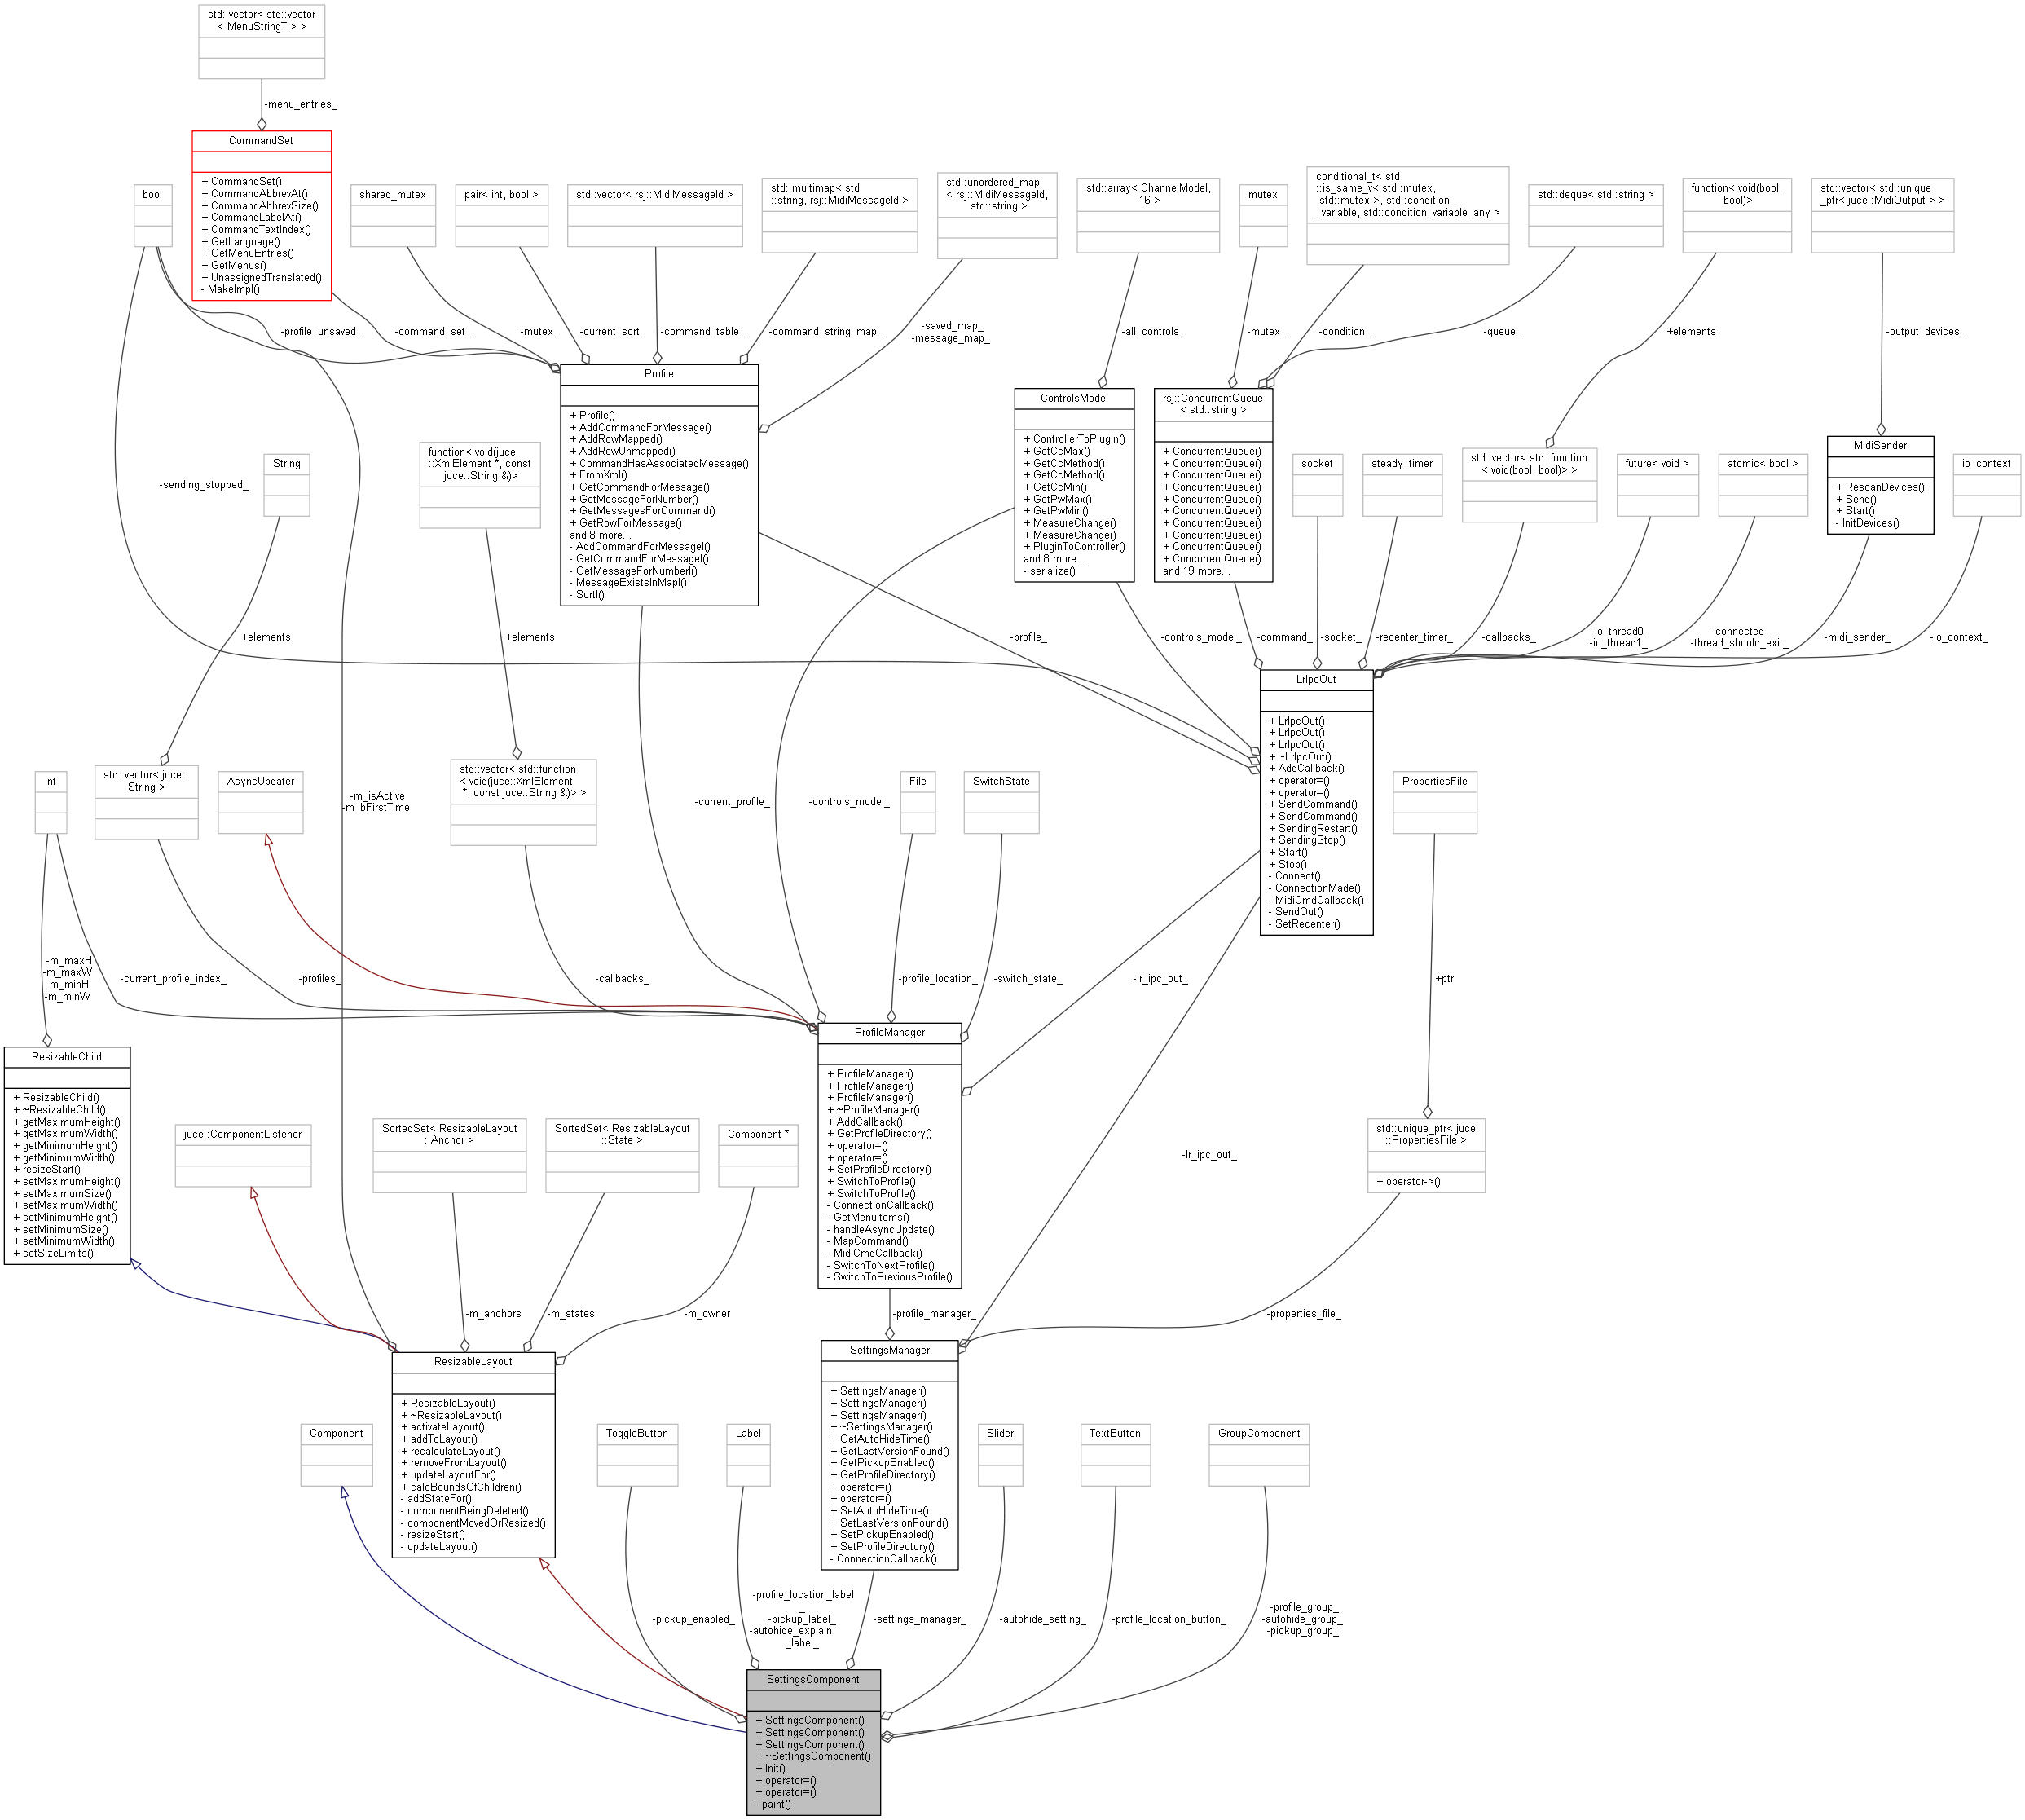 std::vector< std::vector
< MenuStringT > >
-menu_entries_
CommandSet
+ CommandSet()
+ CommandAbbrevAt()
+ CommandAbbrevSize()
+ CommandLabelAt()
+ CommandTextIndex()
+ GetLanguage()
+ GetMenuEntries()
+ GetMenus()
+ UnassignedTranslated()
- MakeImpl()
bool
shared_mutex
pair< int, bool >
std::vector< rsj::MidiMessageId >
std::multimap< std
::string, rsj::MidiMessageId >
std::unordered_map
< rsj::MidiMessageId,
std::string >
std::array< ChannelModel,
16 >
mutex
conditional_t< std
::is_same_v< std::mutex,
std::mutex >, std::condition
_variable, std::condition_variable_any >
std::deque< std::string >
function< void(bool,
bool)>
std::vector< std::unique
_ptr< juce::MidiOutput > >
-profile_unsaved_
-command_set_
-mutex_
-current_sort_
-command_table_
-command_string_map_
-saved_map_
-message_map_
-all_controls_
-mutex_
-condition_
-queue_
+elements
-output_devices_
Profile
+ Profile()
+ AddCommandForMessage()
+ AddRowMapped()
+ AddRowUnmapped()
+ CommandHasAssociatedMessage()
+ FromXml()
+ GetCommandForMessage()
+ GetMessageForNumber()
+ GetMessagesForCommand()
+ GetRowForMessage()
and 8 more...
- AddCommandForMessageI()
- GetCommandForMessageI()
- GetMessageForNumberI()
- MessageExistsInMapI()
- SortI()
ControlsModel
+ ControllerToPlugin()
+ GetCcMax()
+ GetCcMethod()
+ GetCcMethod()
+ GetCcMin()
+ GetPwMax()
+ GetPwMin()
+ MeasureChange()
+ MeasureChange()
+ PluginToController()
and 8 more...
- serialize()
rsj::ConcurrentQueue
< std::string >
+ ConcurrentQueue()
+ ConcurrentQueue()
+ ConcurrentQueue()
+ ConcurrentQueue()
+ ConcurrentQueue()
+ ConcurrentQueue()
+ ConcurrentQueue()
+ ConcurrentQueue()
+ ConcurrentQueue()
+ ConcurrentQueue()
and 19 more...
socket
steady_timer
std::vector< std::function
< void(bool, bool)> >
future< void >
atomic< bool >
MidiSender
+ RescanDevices()
+ Send()
+ Start()
- InitDevices()
io_context
-sending_stopped_
String
function< void(juce
::XmlElement *, const
juce::String &)>
+elements
+elements
-profile_
-controls_model_
-command_
-socket_
-recenter_timer_
-callbacks_
-io_thread0_
-io_thread1_
-connected_
-thread_should_exit_
-midi_sender_
-io_context_
LrIpcOut
+ LrIpcOut()
+ LrIpcOut()
+ LrIpcOut()
+ ~LrIpcOut()
+ AddCallback()
+ operator=()
+ operator=()
+ SendCommand()
+ SendCommand()
+ SendingRestart()
+ SendingStop()
+ Start()
+ Stop()
- Connect()
- ConnectionMade()
- MidiCmdCallback()
- SendOut()
- SetRecenter()
int
std::vector< juce::
String >
AsyncUpdater
-m_isActive
-m_bFirstTime
std::vector< std::function
< void(juce::XmlElement
*, const juce::String &)> >
-current_profile_
-controls_model_
File
SwitchState
PropertiesFile
-m_maxH
-m_maxW
-m_minH
-m_minW
-current_profile_index_
-profiles_
-callbacks_
-profile_location_
-switch_state_
-lr_ipc_out_
+ptr
ResizableChild
+ ResizableChild()
+ ~ResizableChild()
+ getMaximumHeight()
+ getMaximumWidth()
+ getMinimumHeight()
+ getMinimumWidth()
+ resizeStart()
+ setMaximumHeight()
+ setMaximumSize()
+ setMaximumWidth()
+ setMinimumHeight()
+ setMinimumSize()
+ setMinimumWidth()
+ setSizeLimits()
ProfileManager
+ ProfileManager()
+ ProfileManager()
+ ProfileManager()
+ ~ProfileManager()
+ AddCallback()
+ GetProfileDirectory()
+ operator=()
+ operator=()
+ SetProfileDirectory()
+ SwitchToProfile()
+ SwitchToProfile()
- ConnectionCallback()
- GetMenuItems()
- handleAsyncUpdate()
- MapCommand()
- MidiCmdCallback()
- SwitchToNextProfile()
- SwitchToPreviousProfile()
juce::ComponentListener
SortedSet< ResizableLayout
::Anchor >
SortedSet< ResizableLayout
::State >
Component *
-lr_ipc_out_
std::unique_ptr< juce
::PropertiesFile >
+ operator->()
-m_anchors
-m_states
-m_owner
-profile_manager_
-properties_file_
ResizableLayout
+ ResizableLayout()
+ ~ResizableLayout()
+ activateLayout()
+ addToLayout()
+ recalculateLayout()
+ removeFromLayout()
+ updateLayoutFor()
+ calcBoundsOfChildren()
- addStateFor()
- componentBeingDeleted()
- componentMovedOrResized()
- resizeStart()
- updateLayout()
SettingsManager
+ SettingsManager()
+ SettingsManager()
+ SettingsManager()
+ ~SettingsManager()
+ GetAutoHideTime()
+ GetLastVersionFound()
+ GetPickupEnabled()
+ GetProfileDirectory()
+ operator=()
+ operator=()
+ SetAutoHideTime()
+ SetLastVersionFound()
+ SetPickupEnabled()
+ SetProfileDirectory()
- ConnectionCallback()
Component
ToggleButton
Label
Slider
TextButton
GroupComponent
-pickup_enabled_
-profile_location_label
_
-pickup_label_
-autohide_explain
_label_
-settings_manager_
-autohide_setting_
-profile_location_button_
-profile_group_
-autohide_group_
-pickup_group_
SettingsComponent
+ SettingsComponent()
+ SettingsComponent()
+ SettingsComponent()
+ ~SettingsComponent()
+ Init()
+ operator=()
+ operator=()
- paint()